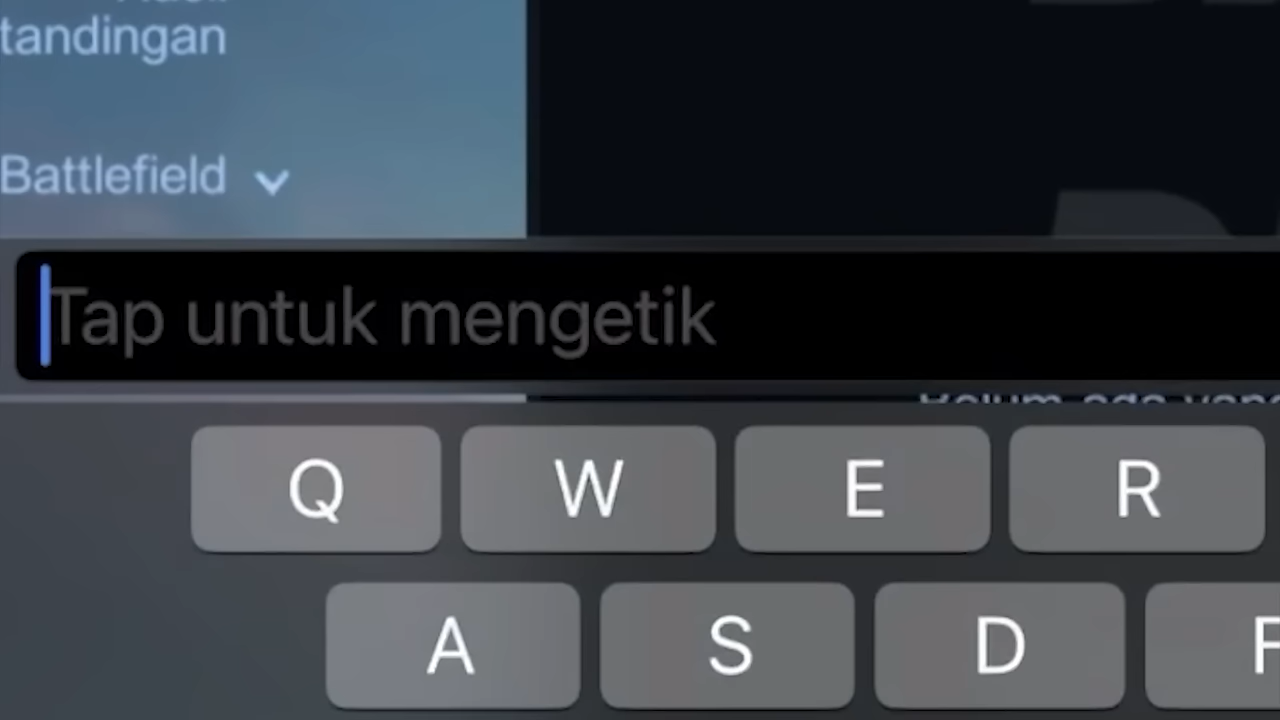 tandingan
Battlefield
Tap untuk mengetik
Q W E R
A S D F